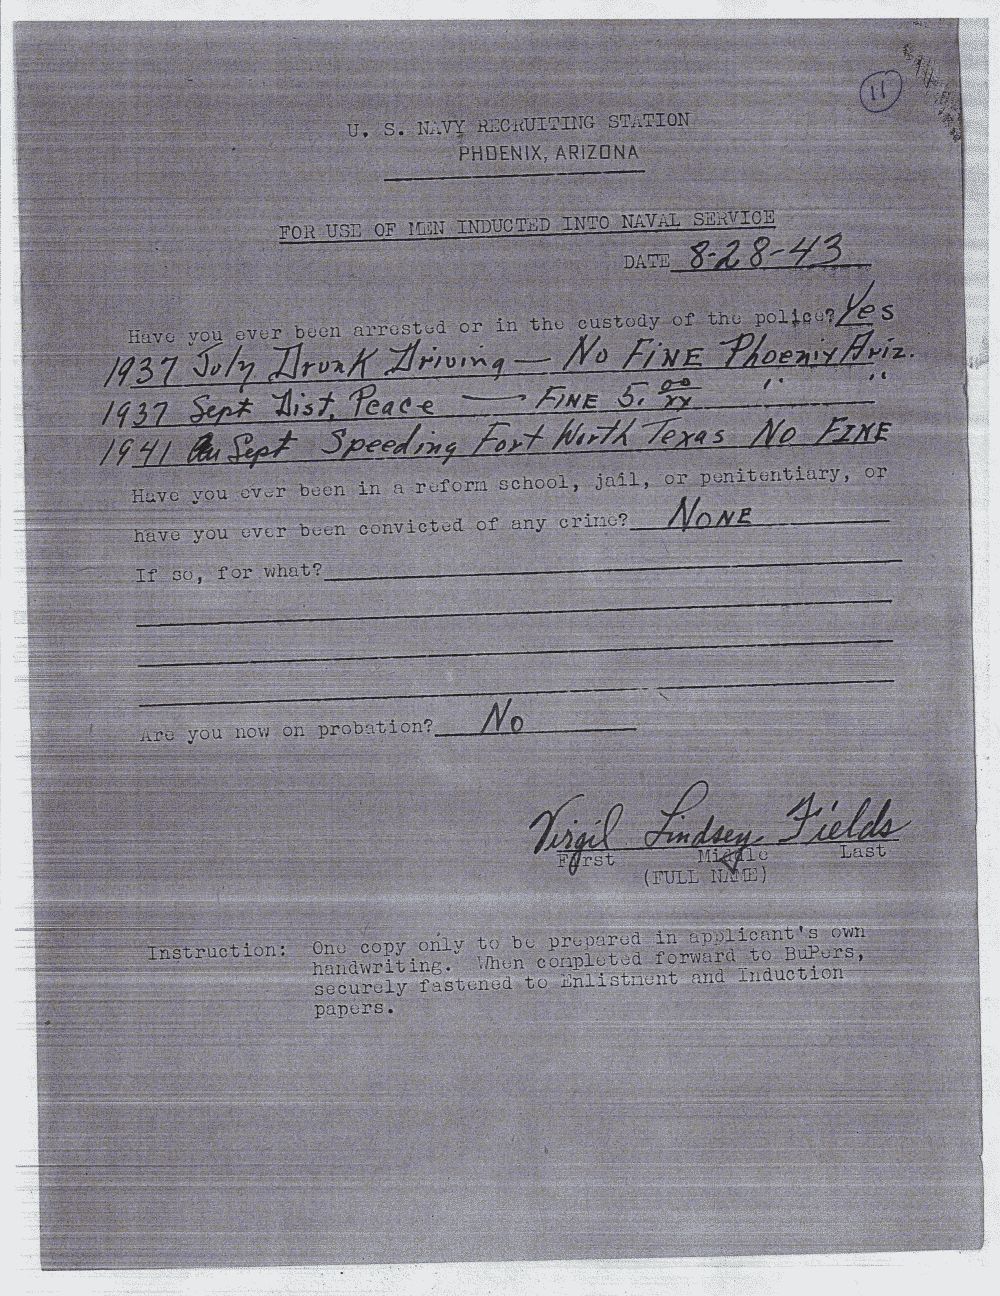 11
U. S. NAVY RECRUITING STATION
PHOENIX, ARIZONA
FOR USE OF MEN INDUCTED INTO NAVAL SERVICE
DATE 8-28-43
Have you ever been arrested or in the custody of the police? Yes
1937 July Drunk Driving — No FINE Phoenix Ariz.
1937 Sept Dist. Peace — FINE 5. 00/xx " "
1941 Sept Speeding Fort Worth Texas No FINE
Have you ever been in a reform school, jail, or penitentiary, or
have you ever been convicted of any crime? NONE
If so, for what?
Are you now on probation? No
Virgil Lindsey Fields
First Middle Last
(FULL NAME)
Instruction: One copy only to be prepared in applicant's own
handwriting. When completed forward to BuPers,
securely fastened to Enlistment and Induction
papers.